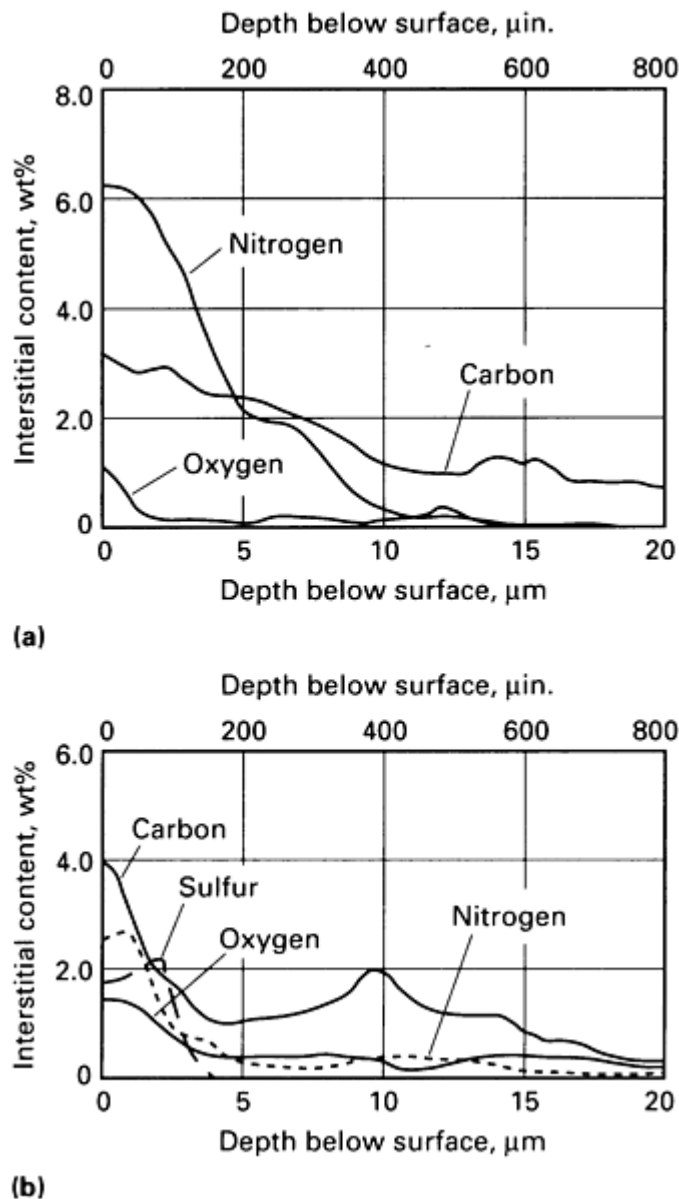 Depth below surface, μin.
0 200 400 600 800
8.0
6.0
Nitrogen
4.0
Carbon
2.0
Oxygen
0
Interstitial content, wt%
0 5 10 15 20
Depth below surface, μm
(a)
Depth below surface, μin.
0 200 400 600 800
6.0
Carbon
4.0
Sulfur
Nitrogen
Oxygen
2.0
0
Interstitial content, wt%
0 5 10 15 20
Depth below surface, μm
(b)